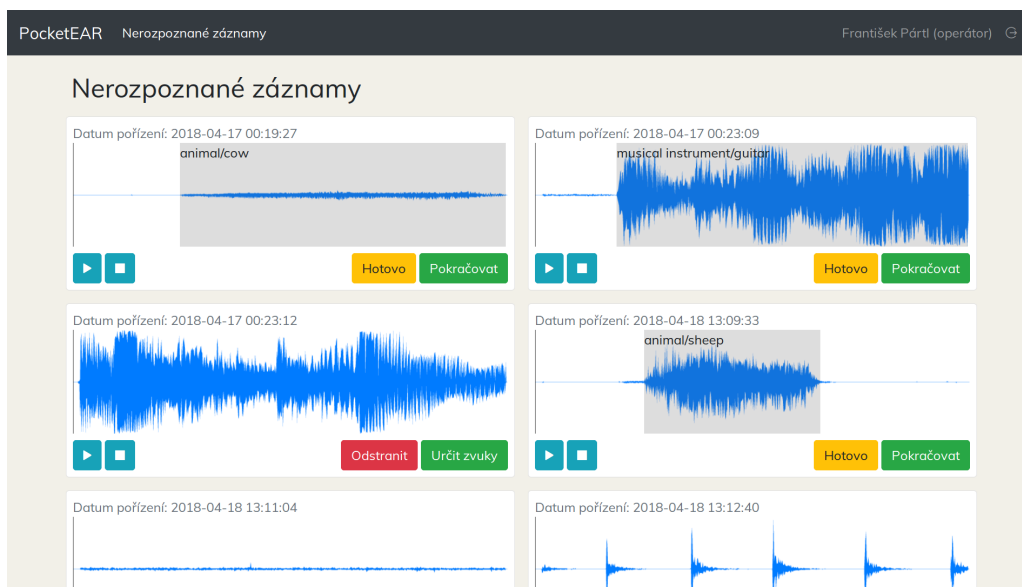 PocketEAR Nerozpoznané záznamy František Pártl (operátor)
Nerozpoznané záznamy
Datum pořízení: 2018-04-17 00:19:27
animal/cow
Hotovo Pokračovat
Datum pořízení: 2018-04-17 00:23:09
musical instrument/guitar
Hotovo Pokračovat
Datum pořízení: 2018-04-17 00:23:12
Odstranit Určit zvuky
Datum pořízení: 2018-04-18 13:09:33
animal/sheep
Hotovo Pokračovat
Datum pořízení: 2018-04-18 13:11:04
Datum pořízení: 2018-04-18 13:12:40